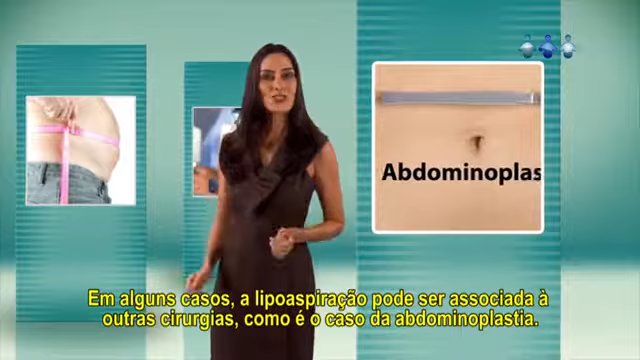 Abdominoplas
Em alguns casos, a lipoaspiração pode ser associada à
outras cirurgias, como é o caso da abdominoplastia.